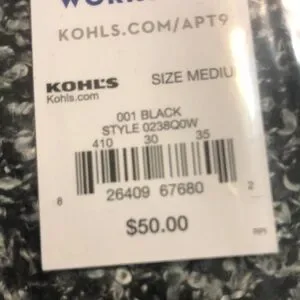 KOHLS.COM/APT9
KOHL'S SIZE MEDIU
Kohls.com
001 BLACK
STYLE 0238Q0W
410 30 35
8 26409 67680 2
$50.00